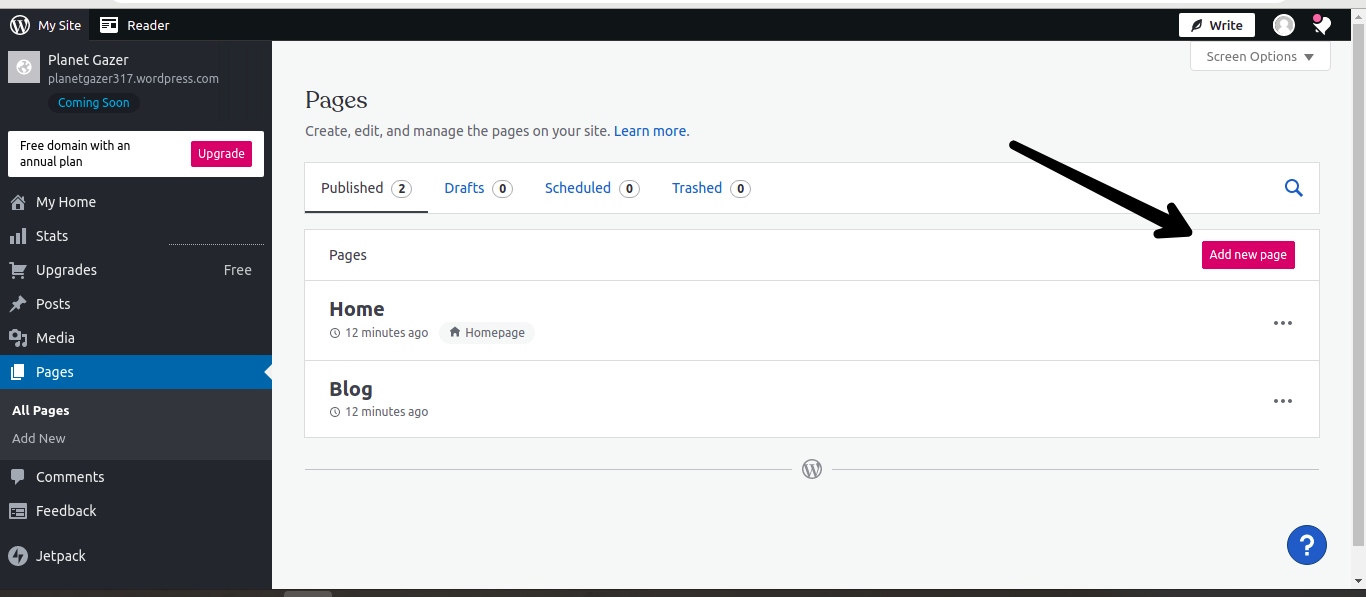 My Site
Reader
Write
Planet Gazer
planetgazer317.wordpress.com
Coming Soon
Free domain with an
annual plan
Upgrade
My Home
Stats
Upgrades Free
Posts
Media
Pages
All Pages
Add New
Comments
Feedback
Jetpack
Screen Options
Pages
Create, edit, and manage the pages on your site. Learn more.
Published 2 Drafts 0 Scheduled 0 Trashed 0
Pages
Add new page
Home
12 minutes ago Homepage
Blog
12 minutes ago
?